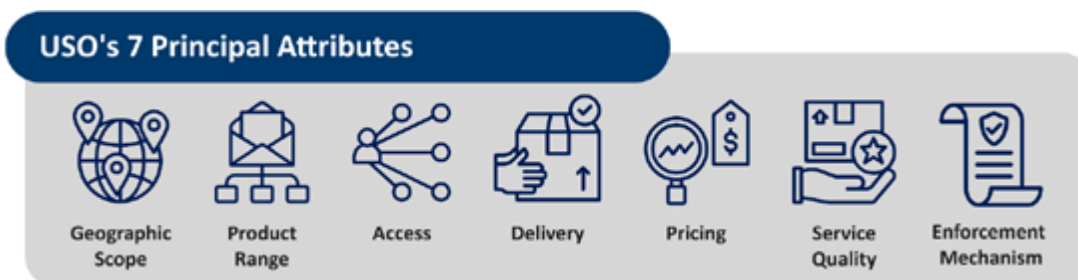 USO's 7 Principal Attributes
Geographic
Scope
Product
Range
Access
Delivery
Pricing
$
Service
Quality
Enforcement
Mechanism